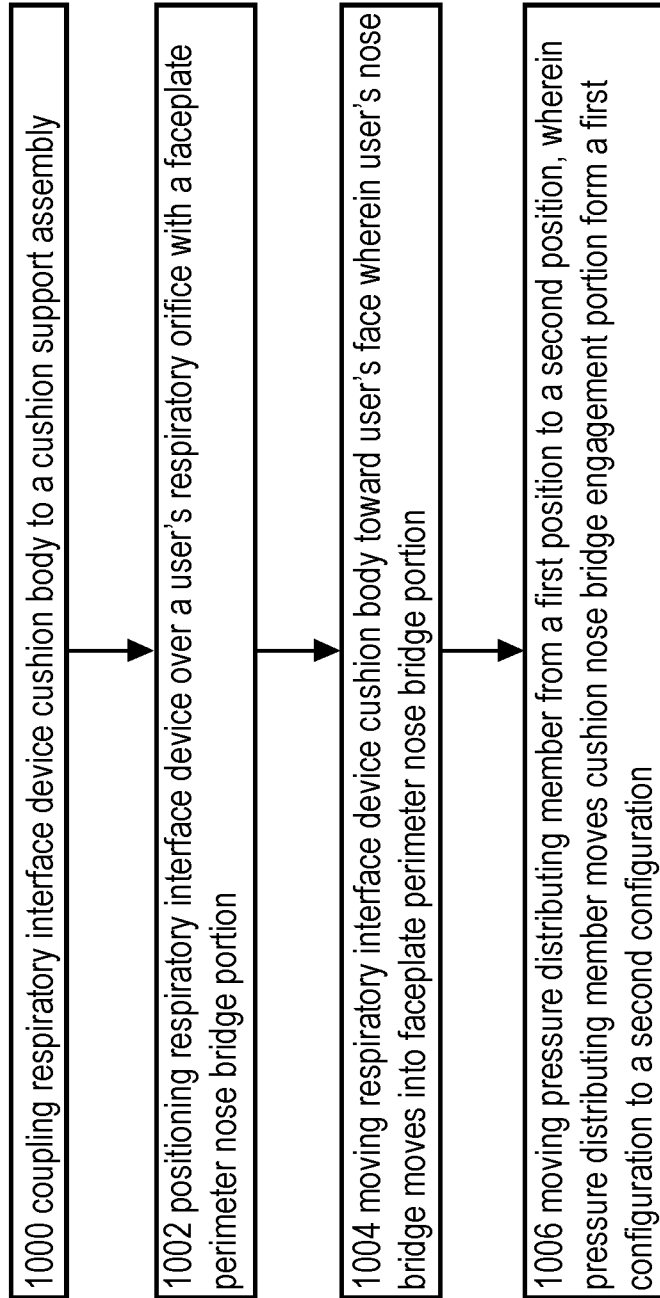 1000 coupling respiratory interface device cushion body to a cushion support assembly
1002 positioning respiratory interface device over a user's respiratory orifice with a faceplate
perimeter nose bridge portion
1004 moving respiratory interface device cushion body toward user's face wherein user's nose
bridge moves into faceplate perimeter nose bridge portion
1006 moving pressure distributing member from a first position to a second position, wherein
pressure distributing member moves cushion nose bridge engagement portion form a first
configuration to a second configuration